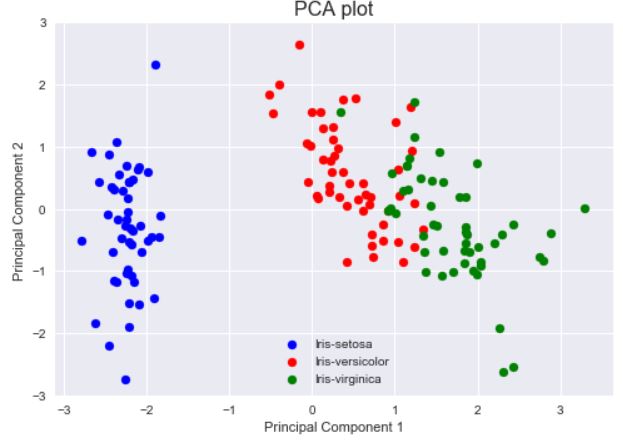 PCA plot
3
2
1
0
−1
−2
−3
Principal Component 2
Iris-setosa
Iris-versicolor
Iris-virginica
−3 −2 −1 0 1 2 3
Principal Component 1